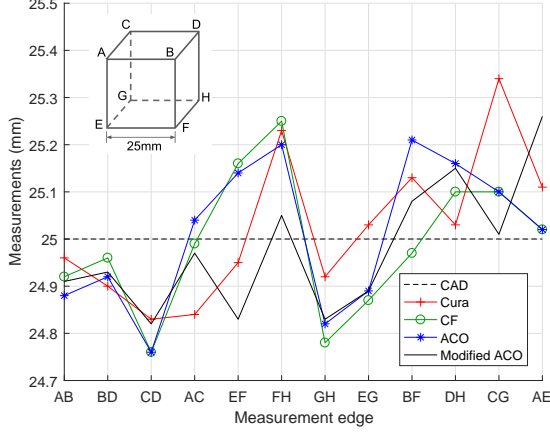 25.5
25.4
25.3
25.2
25.1
25
24.9
24.8
24.7
Measurements (mm)
C D
A B
G H
E F
25mm
CAD
Cura
CF
ACO
Modified ACO
AB BD CD AC EF FH GH EG BF DH CG AE
Measurement edge